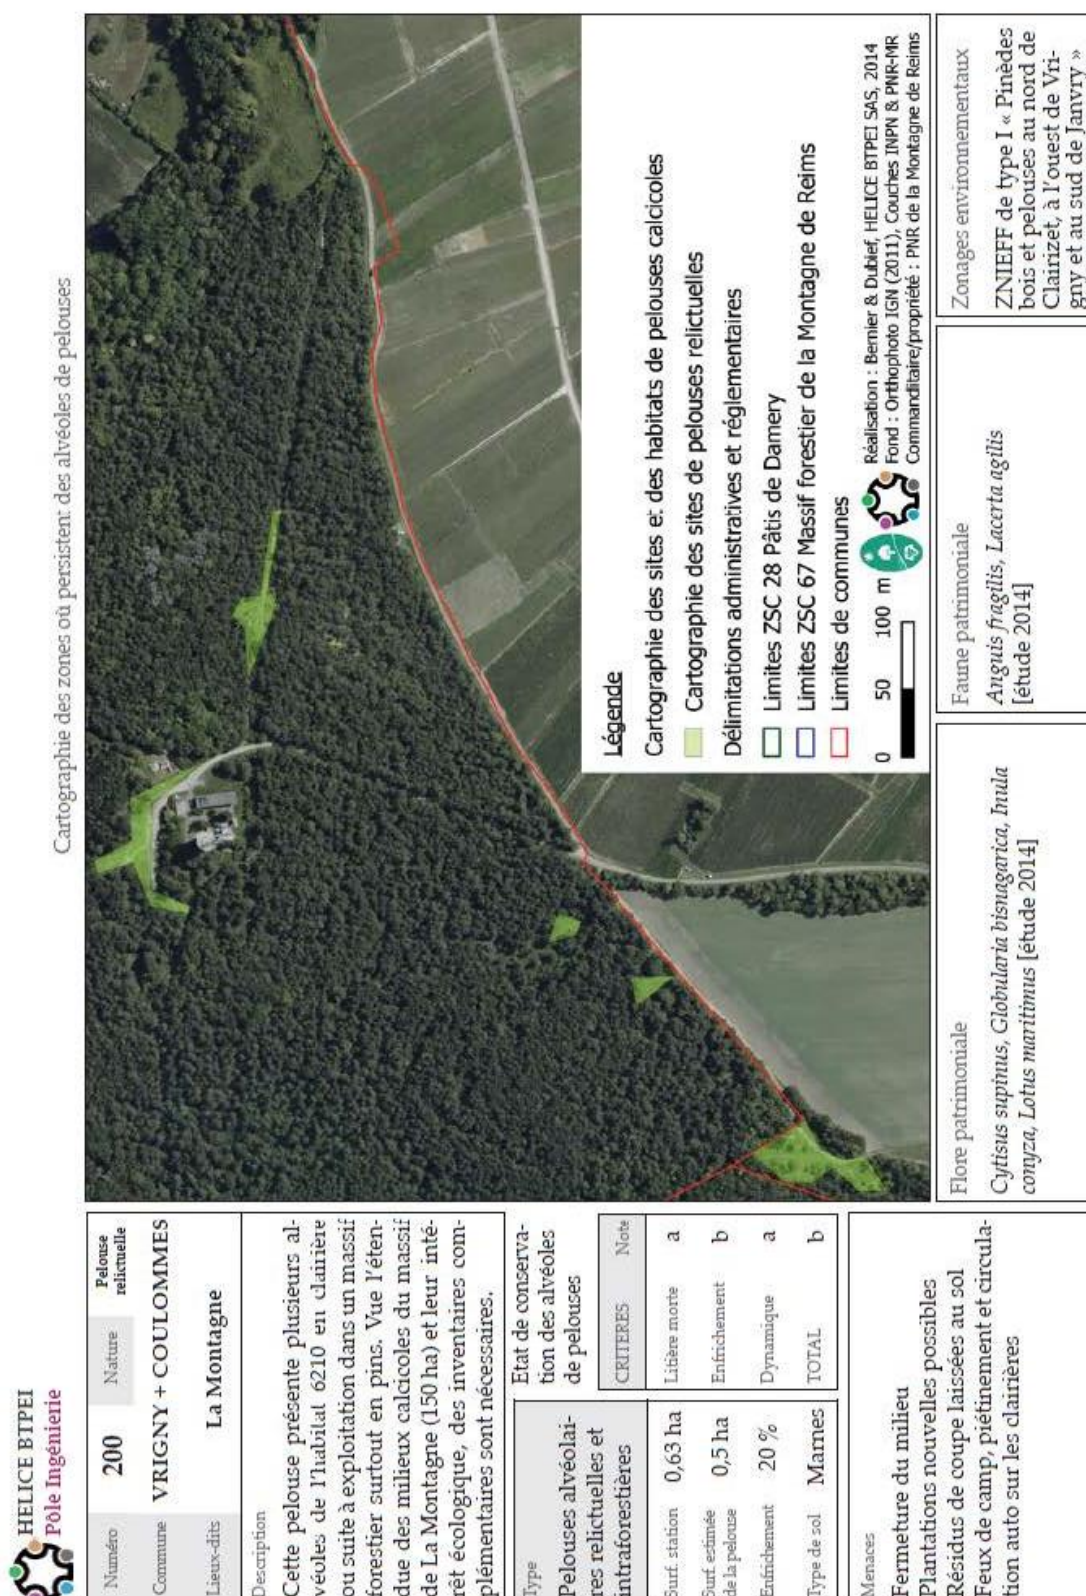 HELICE BTPEI
Pôle Ingénierie
Numéro
200
Nature
Pelouse
relictuelle
Commune
VRIGNY + COULOMMES
Lieux-dits
La Montagne
Description
Cette pelouse présente plusieurs al-
véoles de l'habitat 6210 en clairière
ou suite à exploitation dans un massif
forestier surtout en pins. Vue l'éten-
due des milieux calcicoles du massif
de La Montagne (150 ha) et leur inté-
rêt écologique, des inventaires com-
plémentaires sont nécessaires.
Type
Pelouses alvéolai-
res relictuelles et
intraforestières
Surf. station 0,63 ha
Surf. estimée
de la pelouse
0,5 ha
Enfrichement 20 %
Type de sol Marnes
Etat de conserva-
tion des alvéoles
de pelouses
CRITERES Note
Litière morte a
Enfrichement b
Dynamique a
TOTAL b
Menaces
Fermeture du milieu
Plantations nouvelles possibles
Résidus de coupe laissées au sol
Feux de camp, piétinement et circula-
tion auto sur les clairières
Cartographie des zones où persistent des alvéoles de pelouses
Légende
Cartographie des sites et des habitats de pelouses calcicoles
Cartographie des sites de pelouses relictuelles
Délimitations administratives et réglementaires
Limites ZSC 28 Pâtis de Damery
Limites ZSC 67 Massif forestier de la Montagne de Reims
Limites de communes
0 50 100 m
Réalisation : Bernier & Dubief, HELICE BTPEI SAS, 2014
Fond : Orthophoto IGN (2011), Couches INPN & PNR-MR
Commanditaire/propriété : PNR de la Montagne de Reims
Flore patrimoniale
Cytisus supinus, Globularia bisnagarica, Inula
conyza, Lotus maritimus [étude 2014]
Faune patrimoniale
Anguis fragilis, Lacerta agilis
[étude 2014]
Zonages environnementaux
ZNIEFF de type I « Pinèdes
bois et pelouses au nord de
Clairizet, à l'ouest de Vri-
gny et au sud de Janvry »